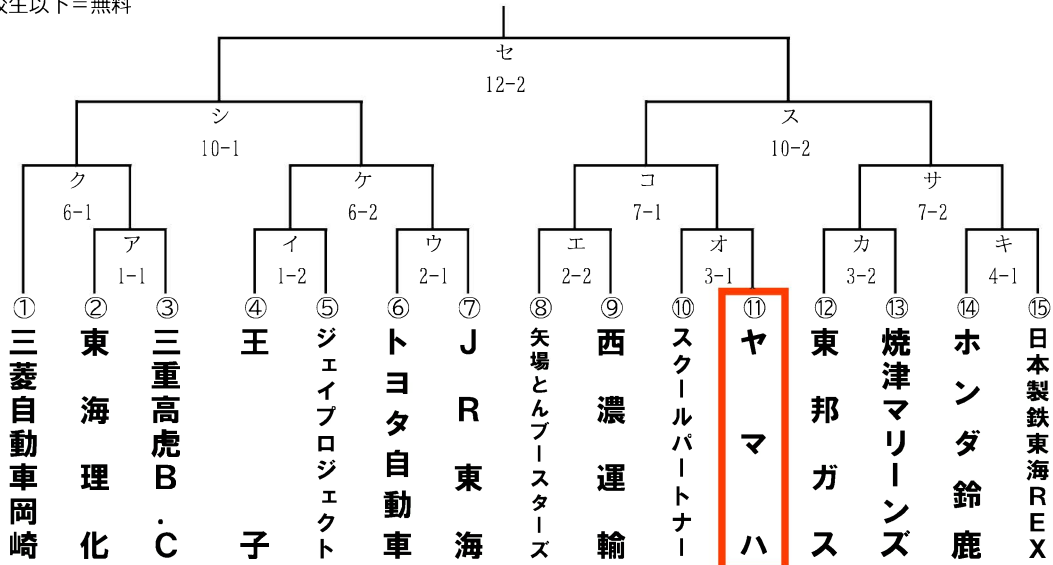 校生以下＝無料
セ
12-2
シ
ス
10-1
10-2
ク
ケ
コ
サ
6-1
6-2
7-1
7-2
ア
イ
ウ
エ
オ
カ
キ
1-1
1-2
2-1
2-2
3-1
3-2
4-1
① 三菱自動車岡崎
② 東海理化
③ 三重高虎B.C
④ 王子
⑤ ジェイプロジェクト
⑥ トヨタ自動車
⑦ JR東海
⑧ 矢場とんブースターズ
⑨ 西濃運輸
⑩ スクールパートナー
⑪ ヤマハ
⑫ 東邦ガス
⑬ 焼津マリーンズ
⑭ ホンダ鈴鹿
⑮ 日本製鉄東海REX